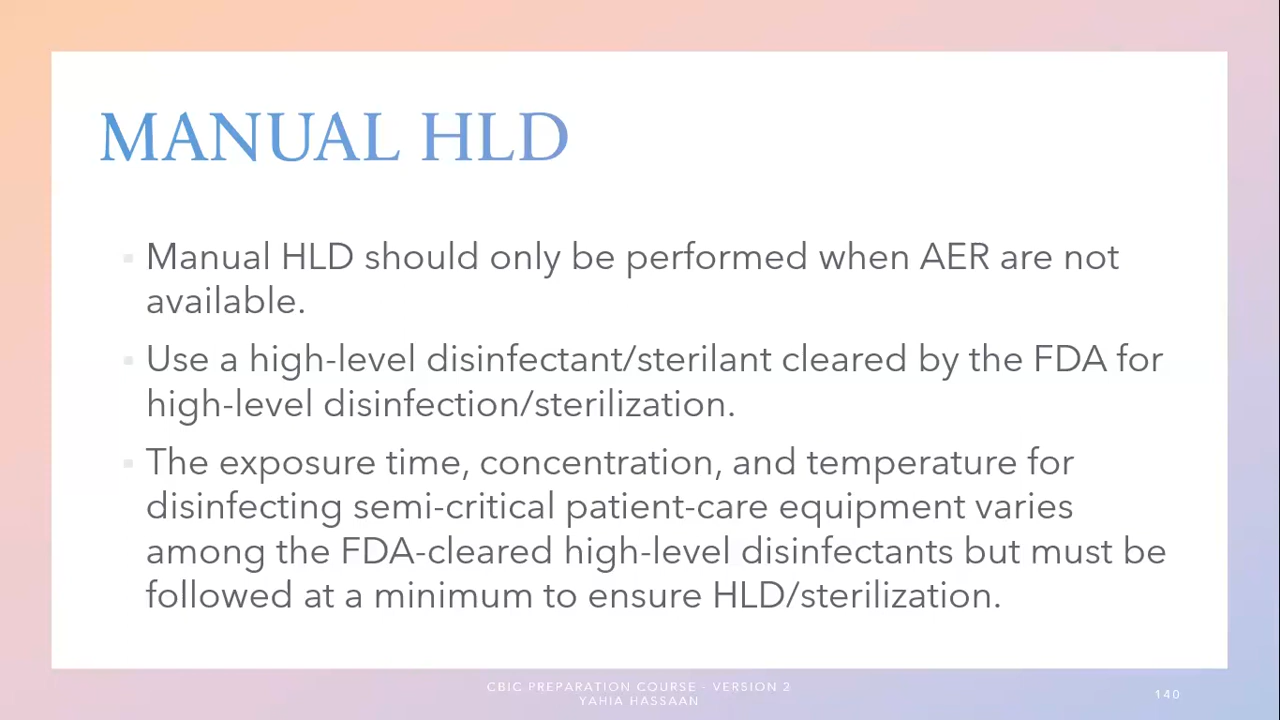 MANUAL HLD
Manual HLD should only be performed when AER are not
available.
Use a high-level disinfectant/sterilant cleared by the FDA for
high-level disinfection/sterilization.
The exposure time, concentration, and temperature for
disinfecting semi-critical patient-care equipment varies
among the FDA-cleared high-level disinfectants but must be
followed at a minimum to ensure HLD/sterilization.
CBIC PREPARATION COURSE - VERSION 2
YAHIA HASSAAN
140